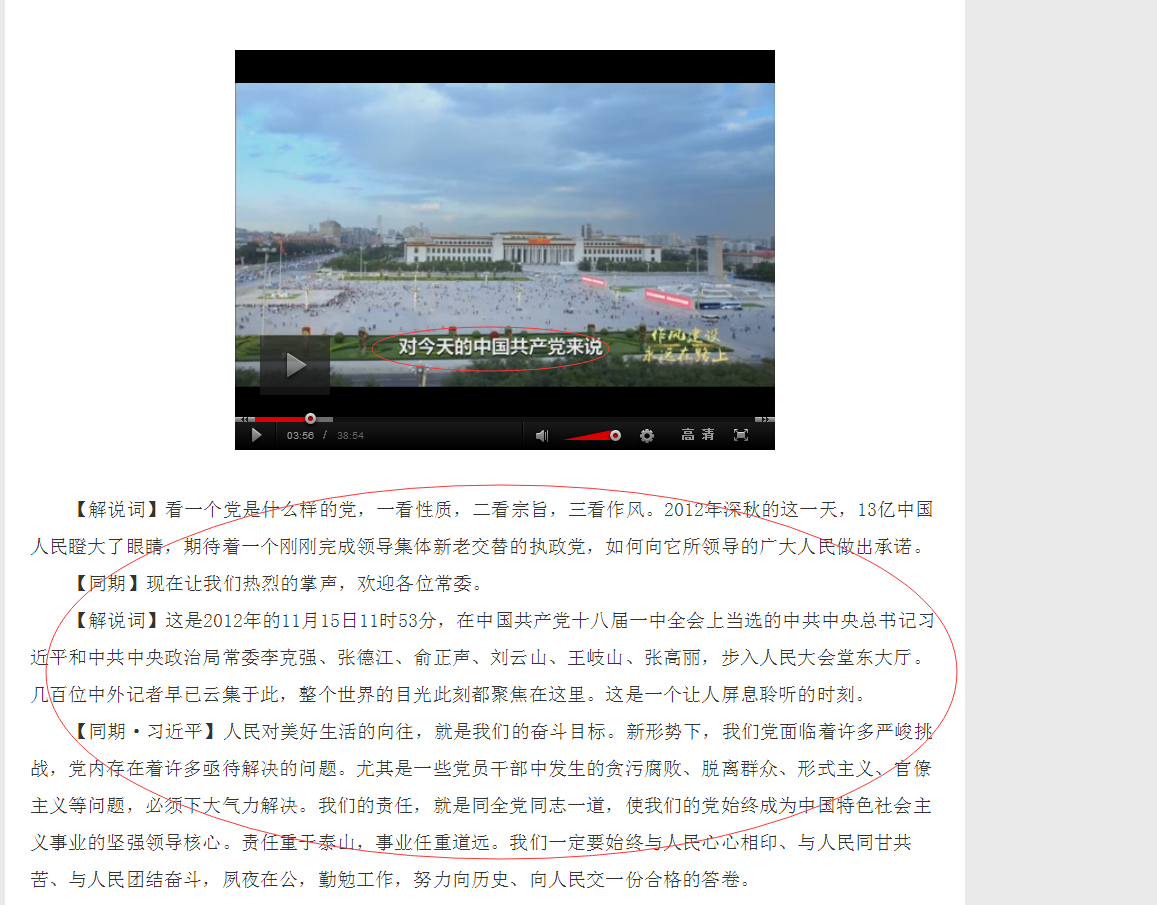 对今天的中国共产党来说
作风建设
永远在路上
03:56 / 38:54
高清
【解说词】看一个党是什么样的党，一看性质，二看宗旨，三看作风。2012年深秋的这一天，13亿中国
人民瞪大了眼睛，期待着一个刚刚完成领导集体新老交替的执政党，如何向它所领导的广大人民做出承诺。
【同期】现在让我们热烈的掌声，欢迎各位常委。
【解说词】这是2012年的11月15日11时53分，在中国共产党十八届一中全会上当选的中共中央总书记习
近平和中共中央政治局常委李克强、张德江、俞正声、刘云山、王岐山、张高丽，步入人民大会堂东大厅。
几百位中外记者早已云集于此，整个世界的目光此刻都聚焦在这里。这是一个让人屏息聆听的时刻。
【同期·习近平】人民对美好生活的向往，就是我们的奋斗目标。新形势下，我们党面临着许多严峻挑
战，党内存在着许多亟待解决的问题。尤其是一些党员干部中发生的贪污腐败、脱离群众、形式主义、官僚
主义等问题，必须下大气力解决。我们的责任，就是同全党同志一道，使我们的党始终成为中国特色社会主
义事业的坚强领导核心。责任重于泰山，事业任重道远。我们一定要始终与人民心心相印、与人民同甘共
苦、与人民团结奋斗，夙夜在公，勤勉工作，努力向历史、向人民交一份合格的答卷。